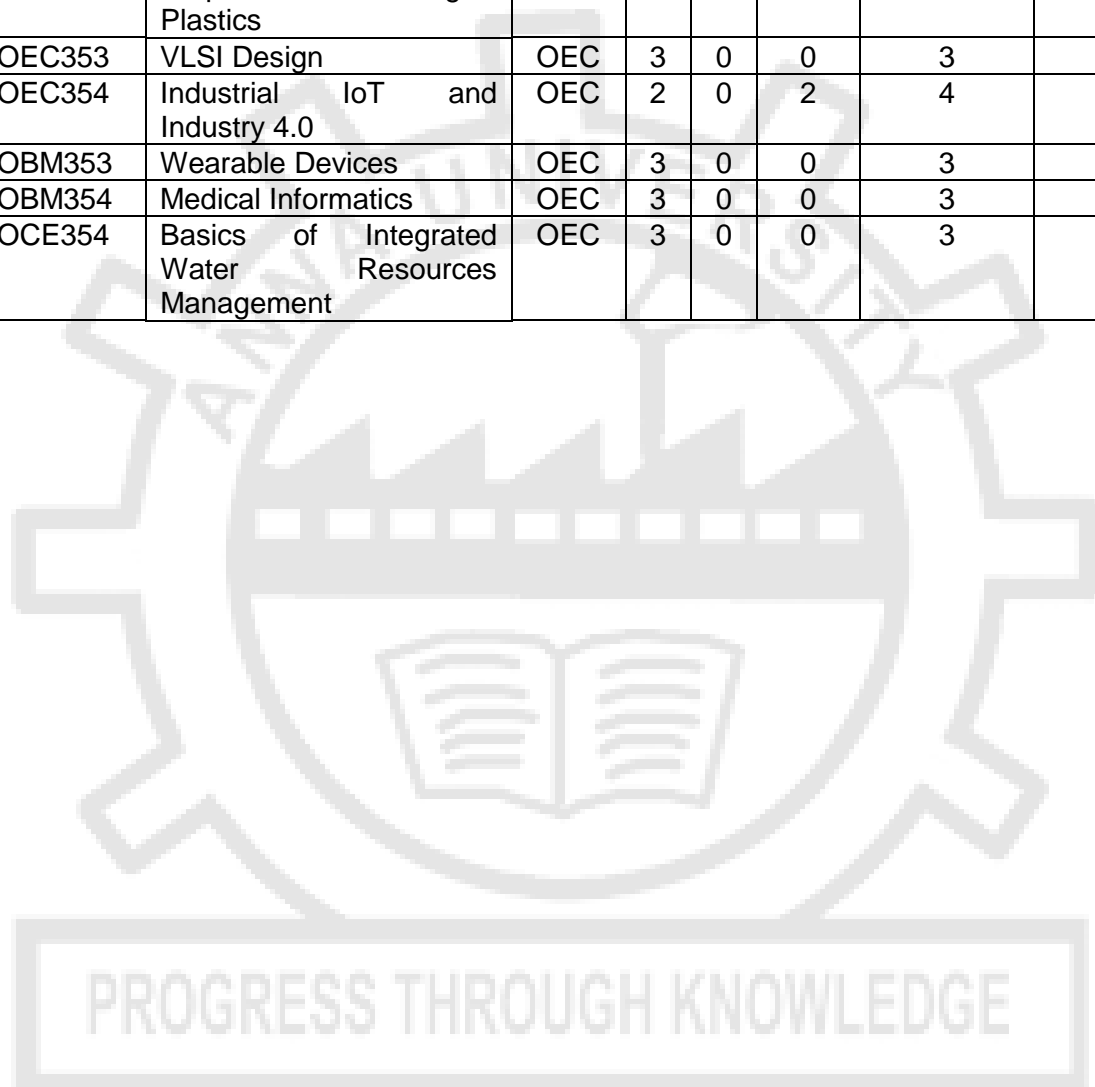 Plastics
OEC353 VLSI Design OEC 3 0 0 3
OEC354 Industrial IoT and OEC 2 0 2 4
Industry 4.0
OBM353 Wearable Devices OEC 3 0 0 3
OBM354 Medical Informatics OEC 3 0 0 3
OCE354 Basics of Integrated OEC 3 0 0 3
Water Resources
Management
ANNA UNIVERSITY
PROGRESS THROUGH KNOWLEDGE